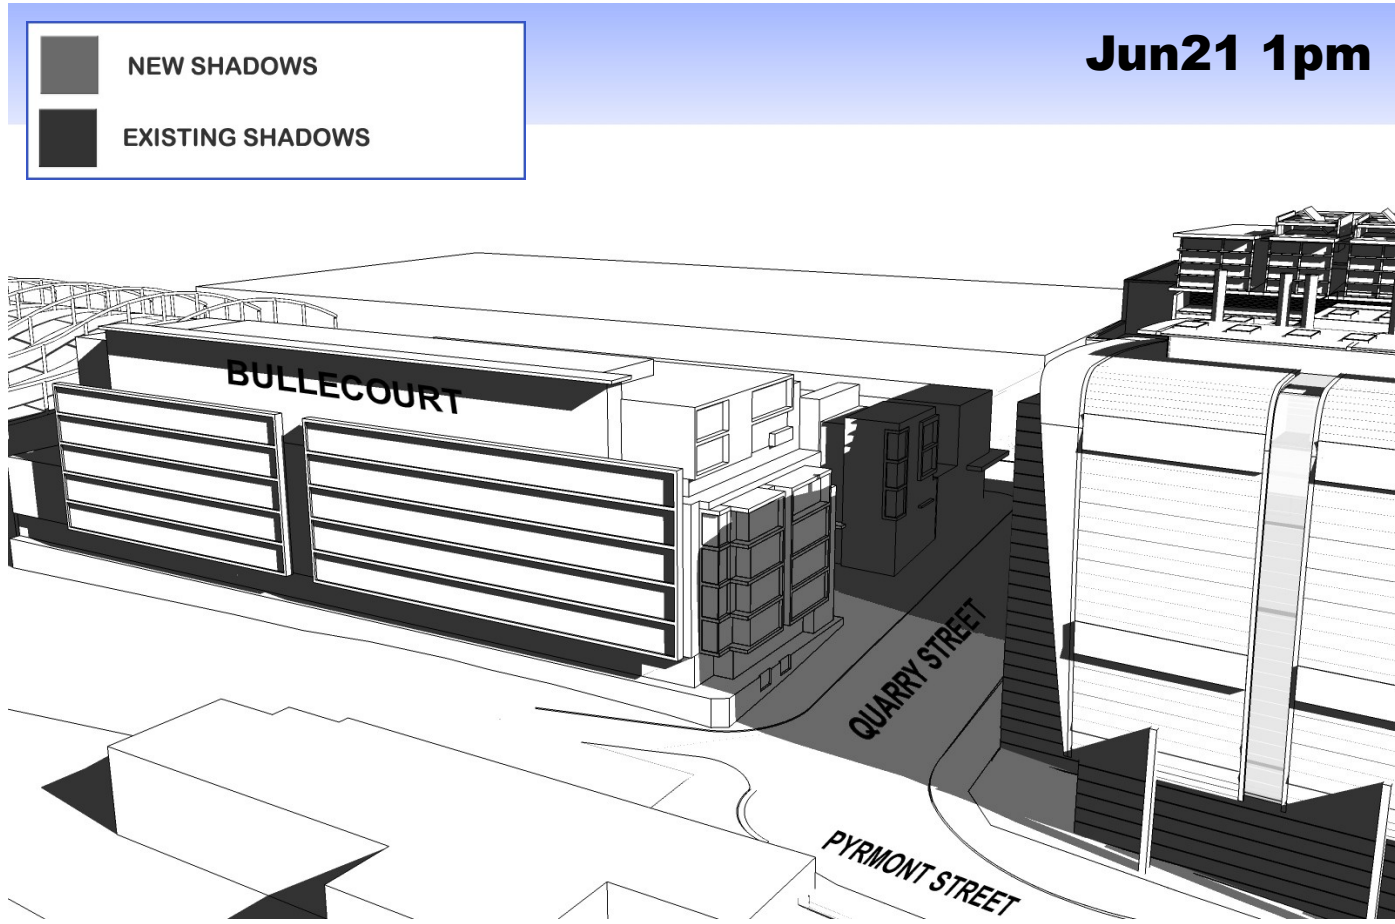 Jun21 1pm
NEW SHADOWS
EXISTING SHADOWS
BULLECOURT
QUARRY STREET
PYRMONT STREET